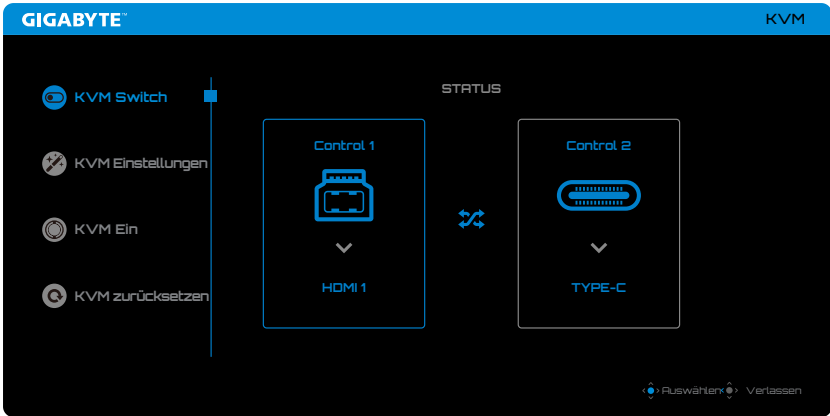 GIGABYTE™
KVM
KVM Switch
KVM Einstellungen
KVM Ein
KVM zurücksetzen
STATUS
Control 1
HDMI 1
Control 2
TYPE-C
Auswählen
Verlassen